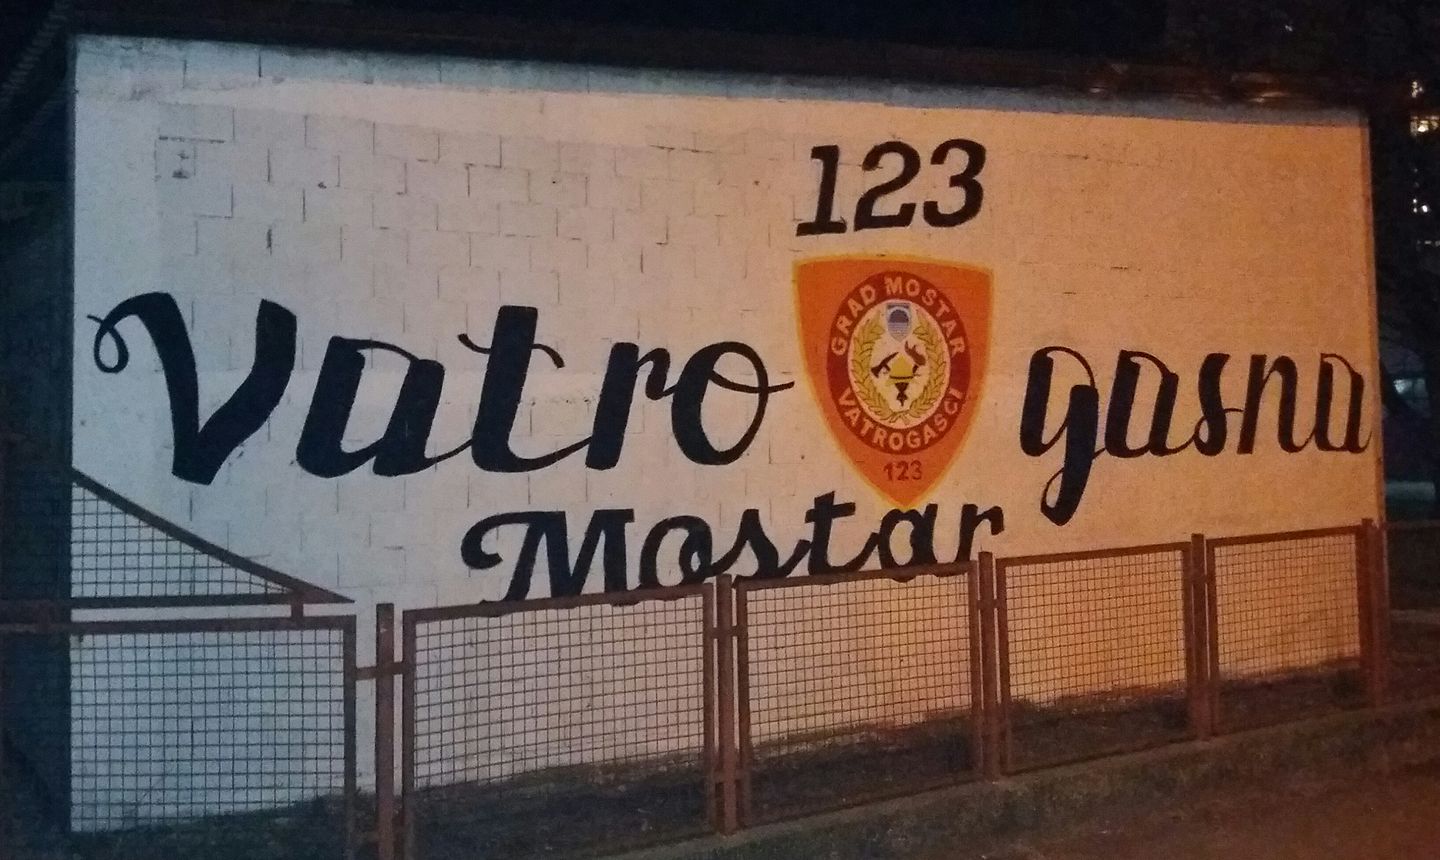 123
Vatro gasna
GRAD MOSTAR
VATROGASCI
123
Mostar